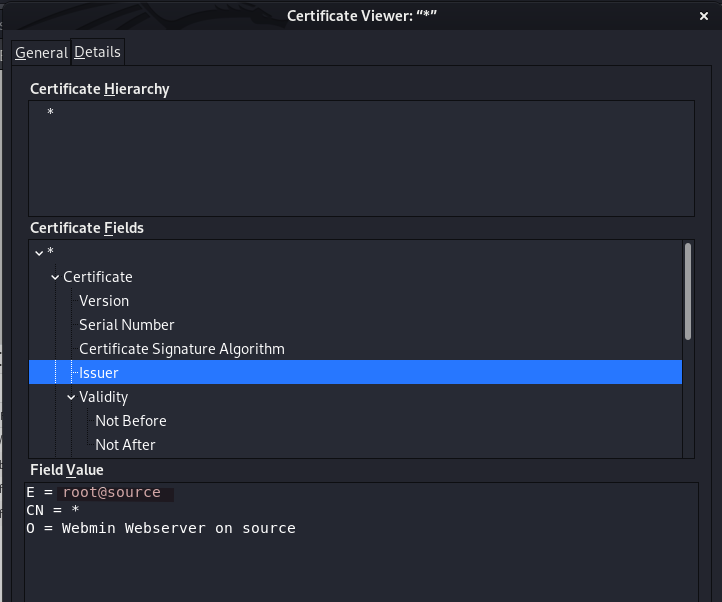 Certificate Viewer: “*”
×
General Details
Certificate Hierarchy
*
Certificate Fields
*
Certificate
Version
Serial Number
Certificate Signature Algorithm
Issuer
Validity
Not Before
Not After
Field Value
E = root@source
CN = *
O = Webmin Webserver on source